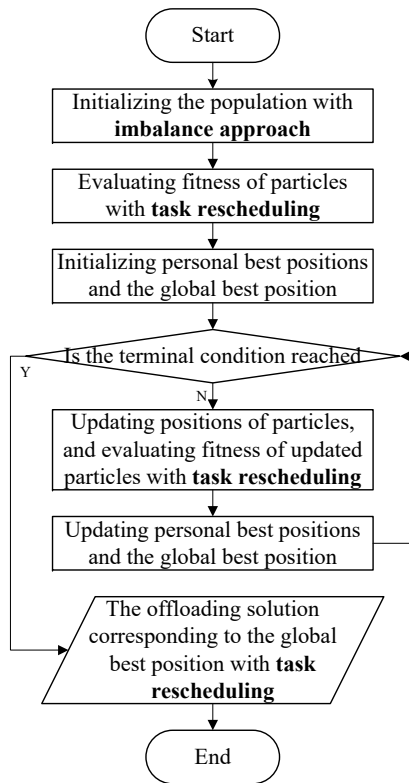 Start
Initializing the population with
imbalance approach
Evaluating fitness of particles
with task rescheduling
Initializing personal best positions
and the global best position
Is the terminal condition reached
Y
N
Updating positions of particles,
and evaluating fitness of updated
particles with task rescheduling
Updating personal best positions
and the global best position
The offloading solution
corresponding to the global
best position with task
rescheduling
End